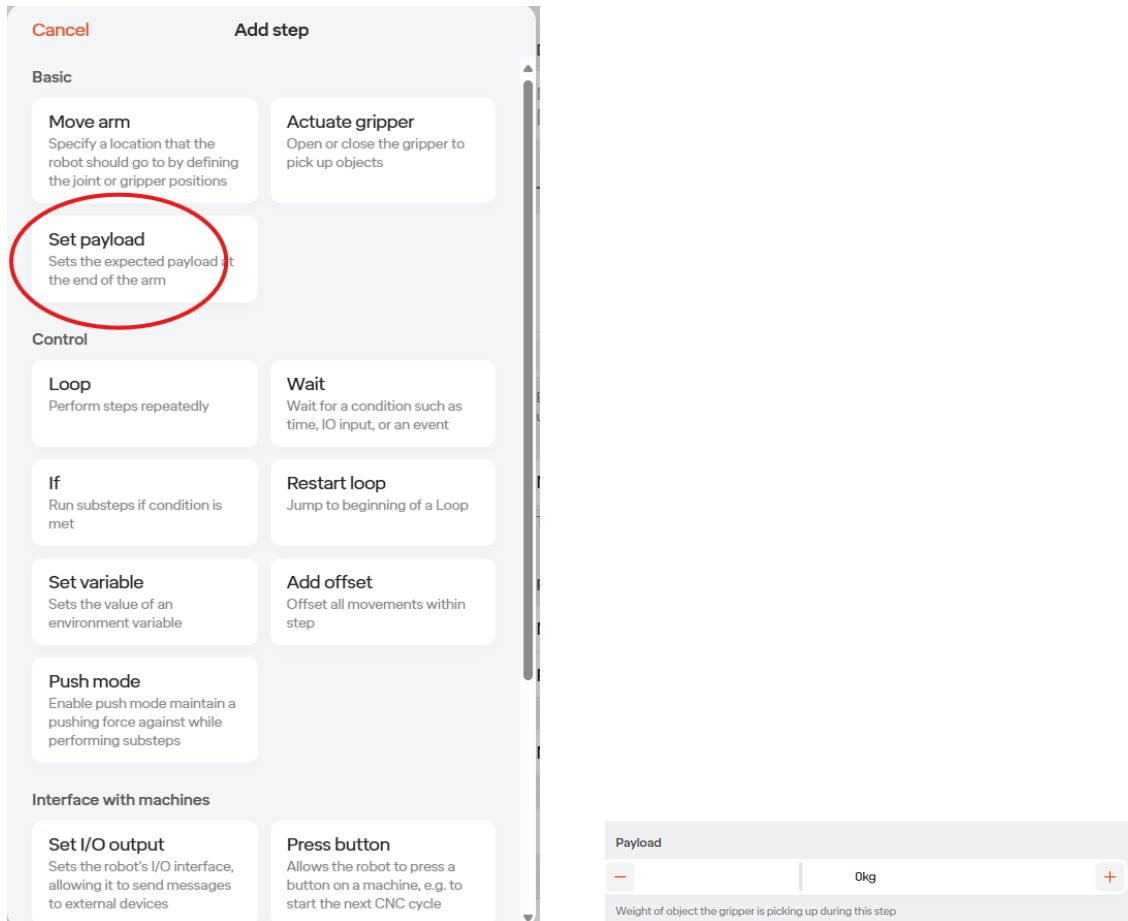 Cancel
Add step
Basic
Move arm
Specify a location that the
robot should go to by defining
the joint or gripper positions
Actuate gripper
Open or close the gripper to
pick up objects
Set payload
Sets the expected payload at
the end of the arm
Control
Loop
Perform steps repeatedly
Wait
Wait for a condition such as
time, IO input, or an event
If
Run substeps if condition is
met
Restart loop
Jump to beginning of a Loop
Set variable
Sets the value of an
environment variable
Add offset
Offset all movements within
step
Push mode
Enable push mode maintain a
pushing force against while
performing substeps
Interface with machines
Set I/O output
Sets the robot's I/O interface,
allowing it to send messages
to external devices
Press button
Allows the robot to press a
button on a machine, e.g. to
start the next CNC cycle
Payload
− 0kg +
Weight of object the gripper is picking up during this step